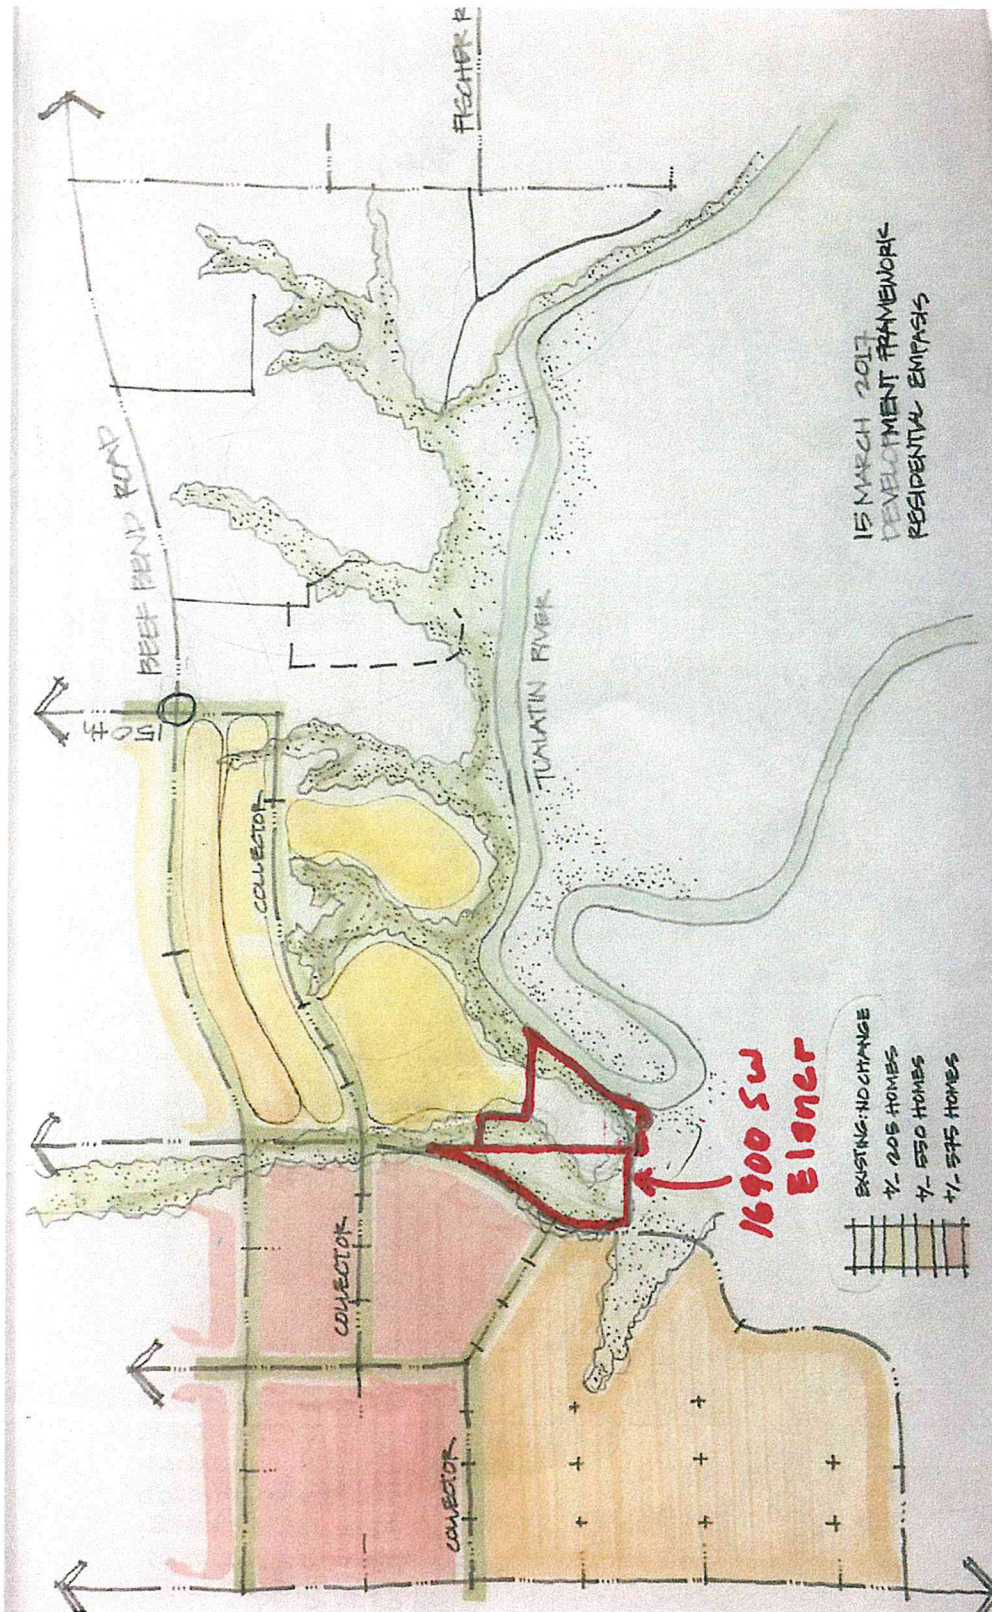 FISCHER R
BEEF BEND ROAD
150th
COLLECTOR
TUALATIN RIVER
COLLECTOR
COLLECTOR
15 MARCH 2017
DEVELOPMENT FRAMEWORK
RESIDENTIAL EMPASIS
16900 SW
Elsner
EXISTING: NO CHANGE
+/- 205 HOMES
+/- 550 HOMES
+/- 575 HOMES